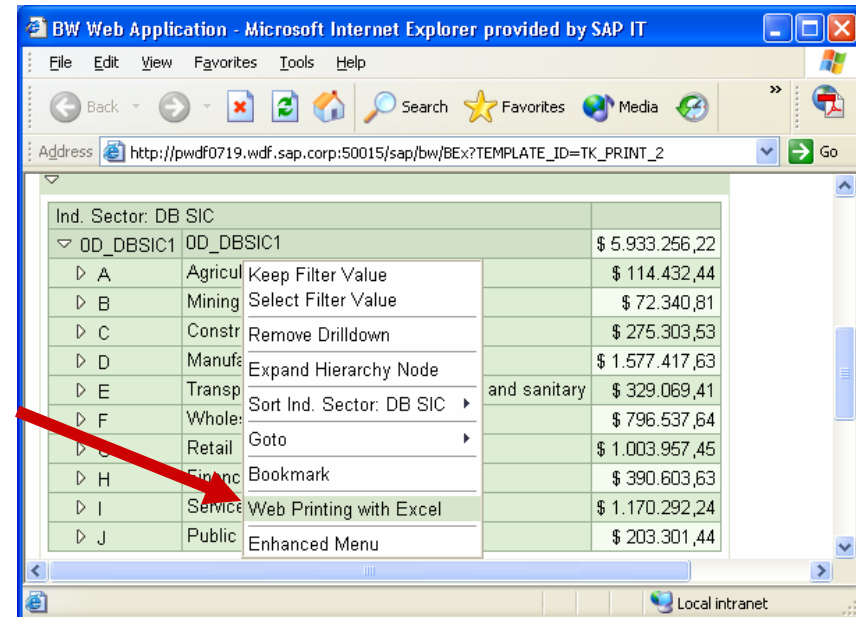 BW Web Application - Microsoft Internet Explorer provided by SAP IT
File Edit View Favorites Tools Help
Back Search Favorites Media »
Address http://pwdf0719.wdf.sap.corp:50015/sap/bw/BEx?TEMPLATE_ID=TK_PRINT_2 Go
Ind. Sector: DB SIC
0D_DBSIC1 0D_DBSIC1 $ 5.933.256,22
A Agricul $ 114.432,44
B Mining $ 72.340,81
C Constr $ 275.303,53
D Manufa $ 1.577.417,63
E Transp and sanitary $ 329.069,41
F Whole $ 796.537,64
Retail $ 1.003.957,45
H Financ $ 390.603,63
I Service $ 1.170.292,24
J Public $ 203.301,44
Keep Filter Value
Select Filter Value
Remove Drilldown
Expand Hierarchy Node
Sort Ind. Sector: DB SIC
Goto
Bookmark
Web Printing with Excel
Enhanced Menu
Local intranet